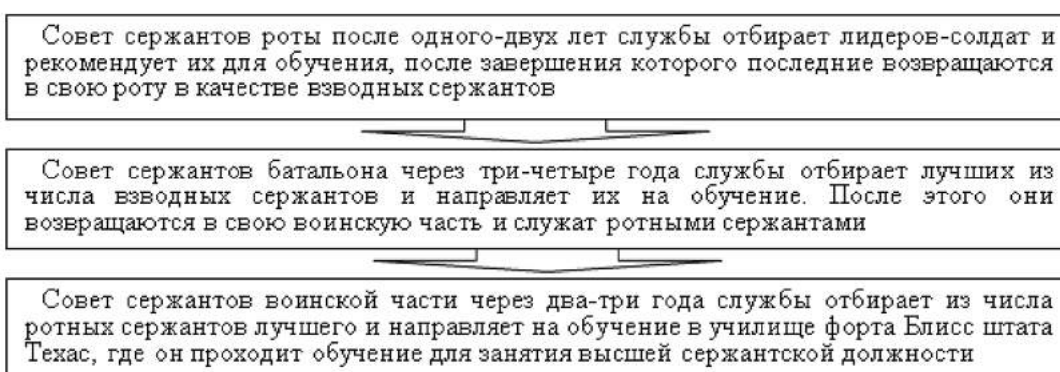 Совет сержантов роты после одного-двух лет службы отбирает лидеров-солдат и
рекомендует их для обучения, после завершения которого последние возвращаются
в свою роту в качестве взводных сержантов
Совет сержантов батальона через три-четыре года службы отбирает лучших из
числа взводных сержантов и направляет их на обучение. После этого они
возвращаются в свою воинскую часть и служат ротными сержантами
Совет сержантов воинской части через два-три года службы отбирает из числа
ротных сержантов лучшего и направляет на обучение в училище форта Блисс штата
Техас, где он проходит обучение для занятия высшей сержантской должности